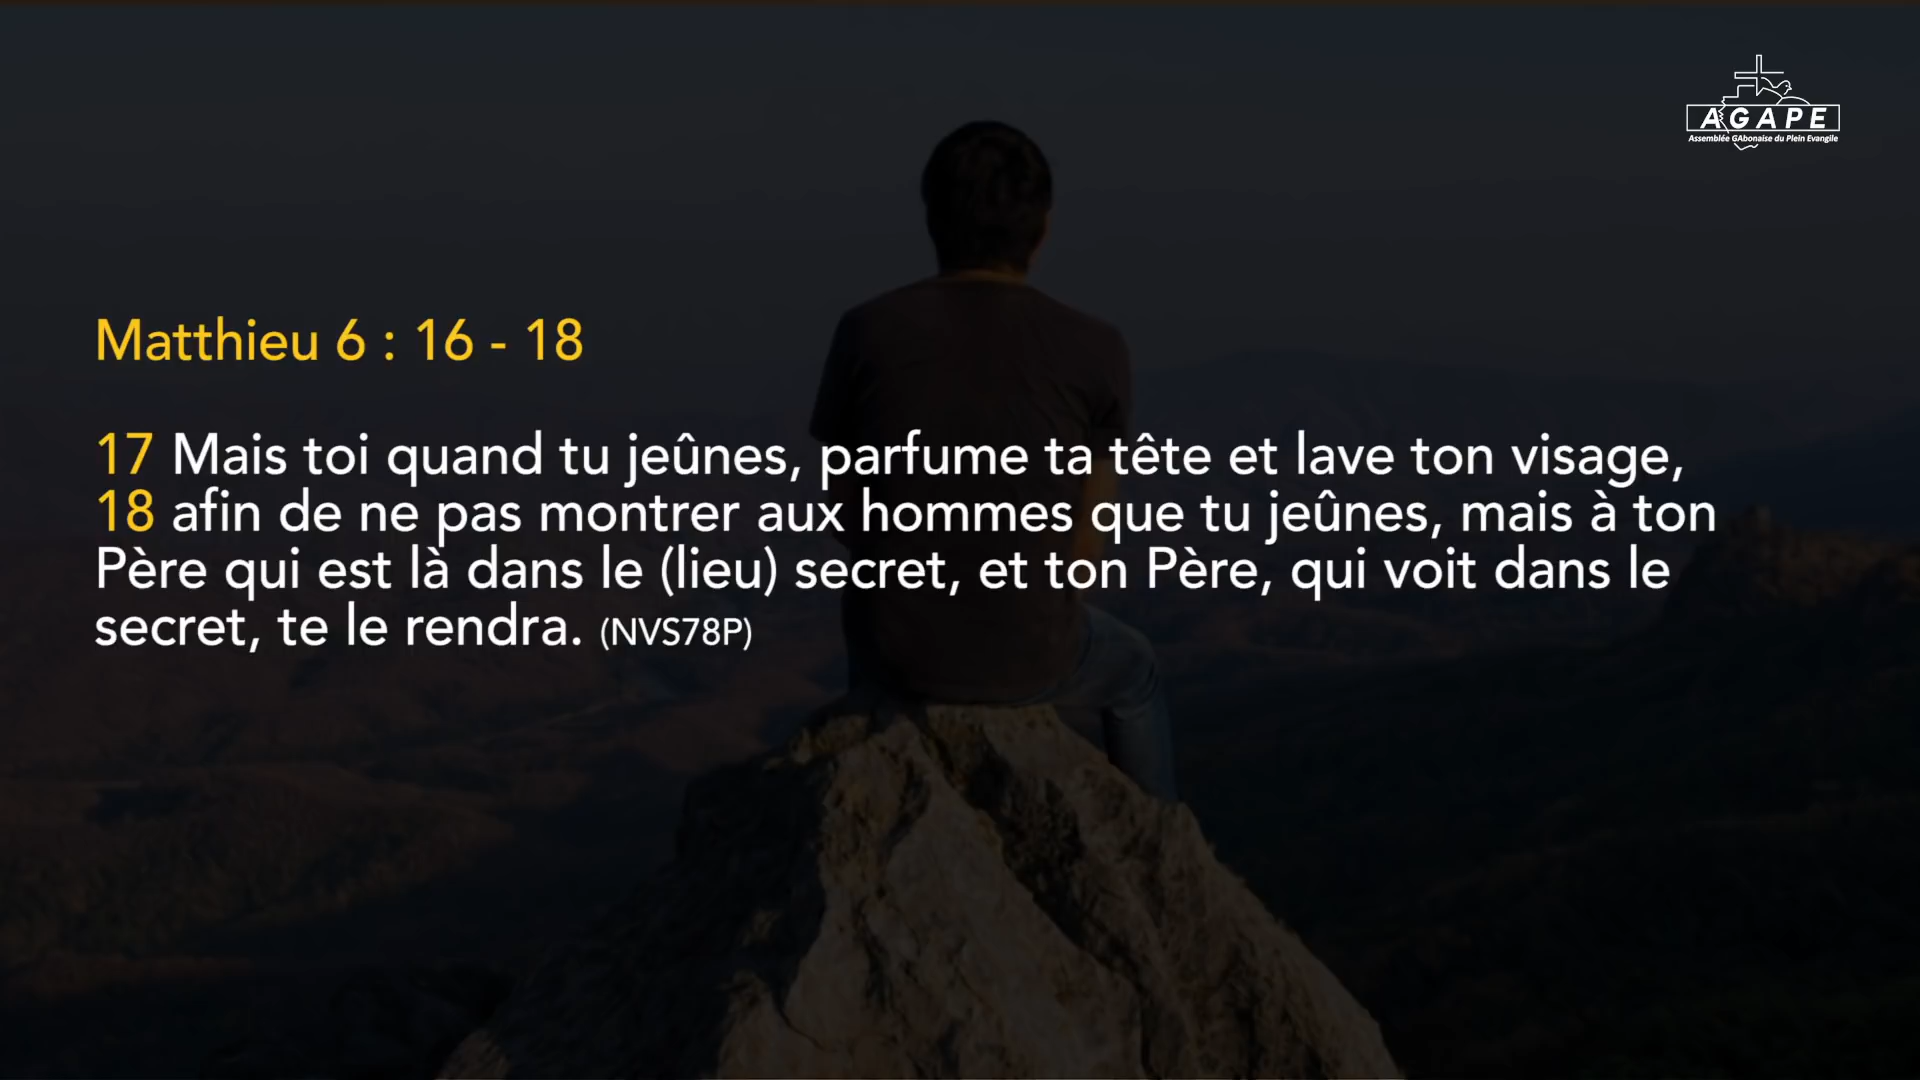 AGAPE
Assemblée GAbonaise du Plein Evangile
Matthieu 6 : 16 - 18
17 Mais toi quand tu jeûnes, parfume ta tête et lave ton visage,
18 afin de ne pas montrer aux hommes que tu jeûnes, mais à ton
Père qui est là dans le (lieu) secret, et ton Père, qui voit dans le
secret, te le rendra. (NVS78P)